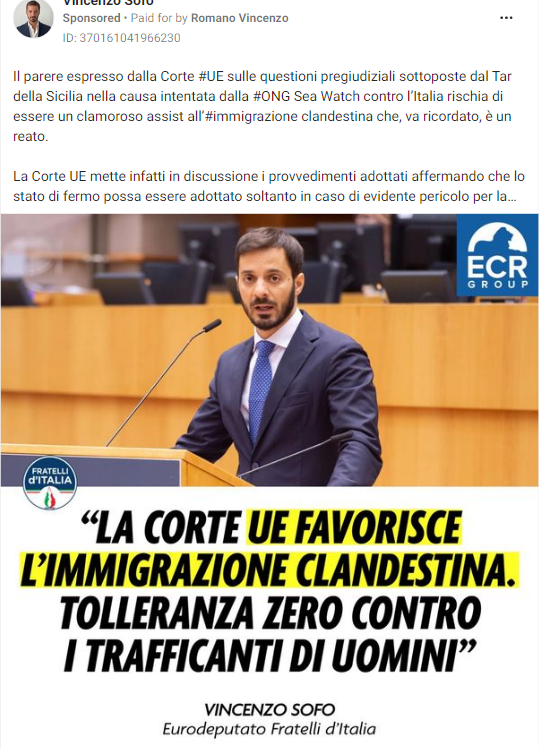 Vincenzo Sofo
Sponsored • Paid for by Romano Vincenzo
ID: 370161041966230
Il parere espresso dalla Corte #UE sulle questioni pregiudiziali sottoposte dal Tar
della Sicilia nella causa intentata dalla #ONG Sea Watch contro l’Italia rischia di
essere un clamoroso assist all’#immigrazione clandestina che, va ricordato, è un
reato.
La Corte UE mette infatti in discussione i provvedimenti adottati affermando che lo
stato di fermo possa essere adottato soltanto in caso di evidente pericolo per la...
ECR
GROUP
FRATELLI
d'ITALIA
“LA CORTE UE FAVORISCE
L’IMMIGRAZIONE CLANDESTINA.
TOLLERANZA ZERO CONTRO
I TRAFFICANTI DI UOMINI”
VINCENZO SOFO
Eurodeputato Fratelli d’Italia